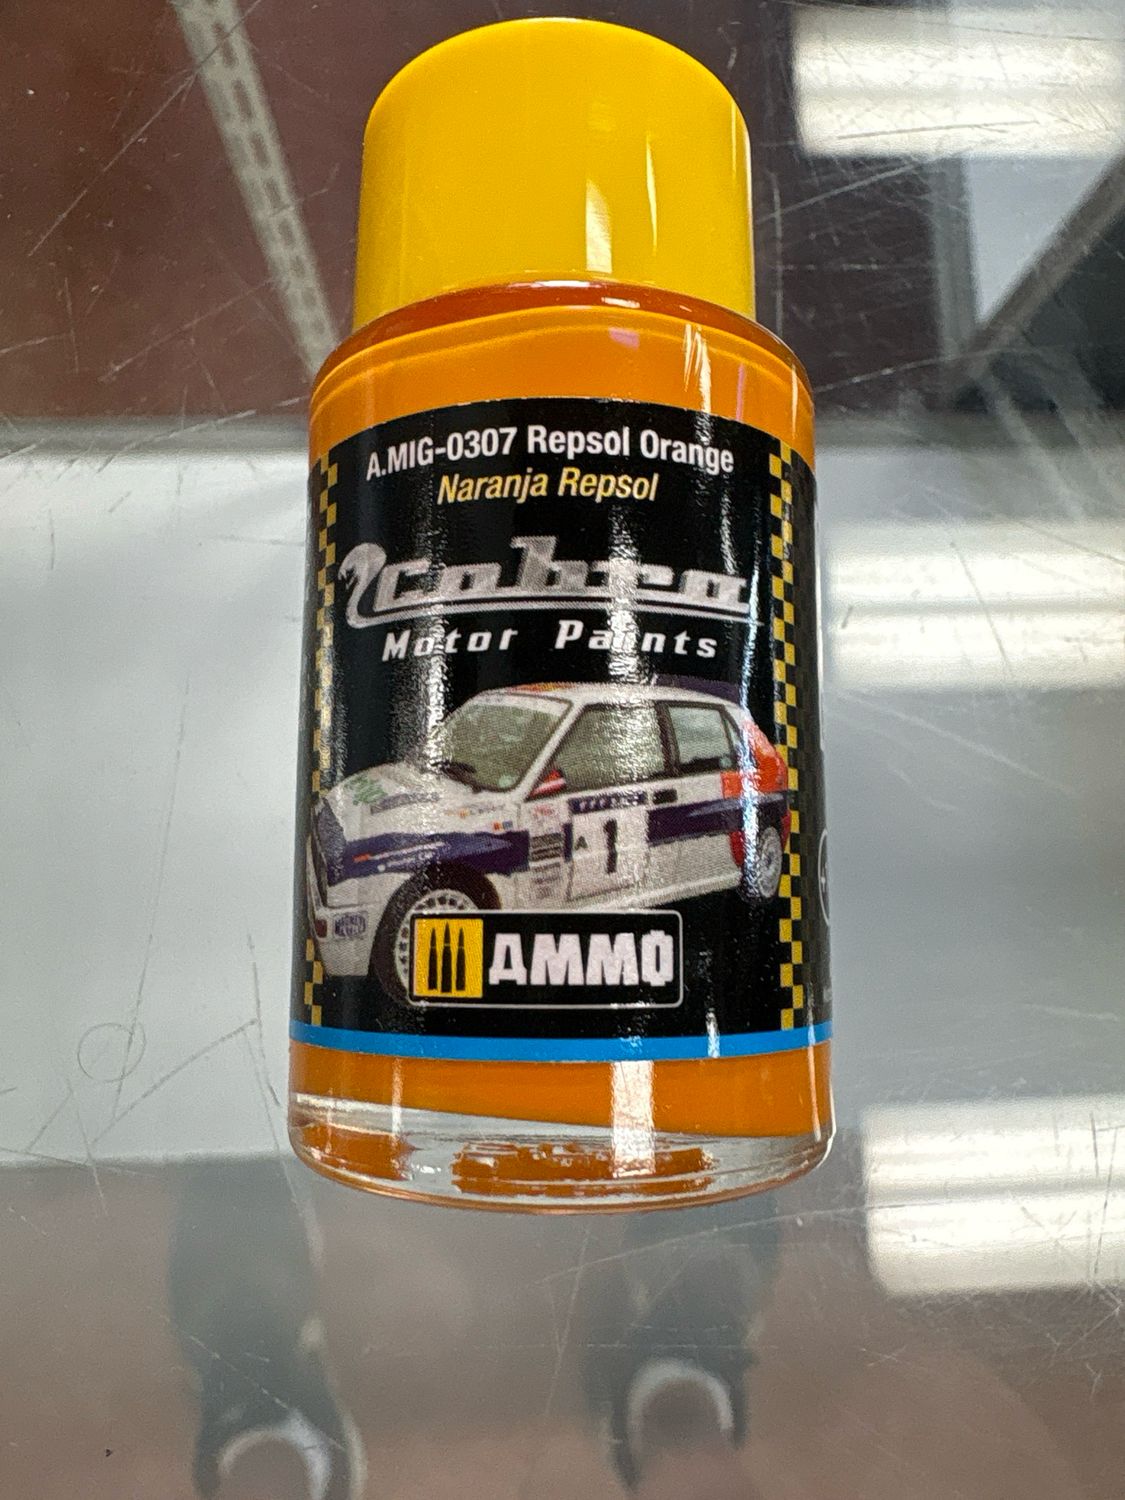 A.MIG-0307 Repsol Orange
Naranja Repsol
Cobra
Motor Paints
1
A
AMMO